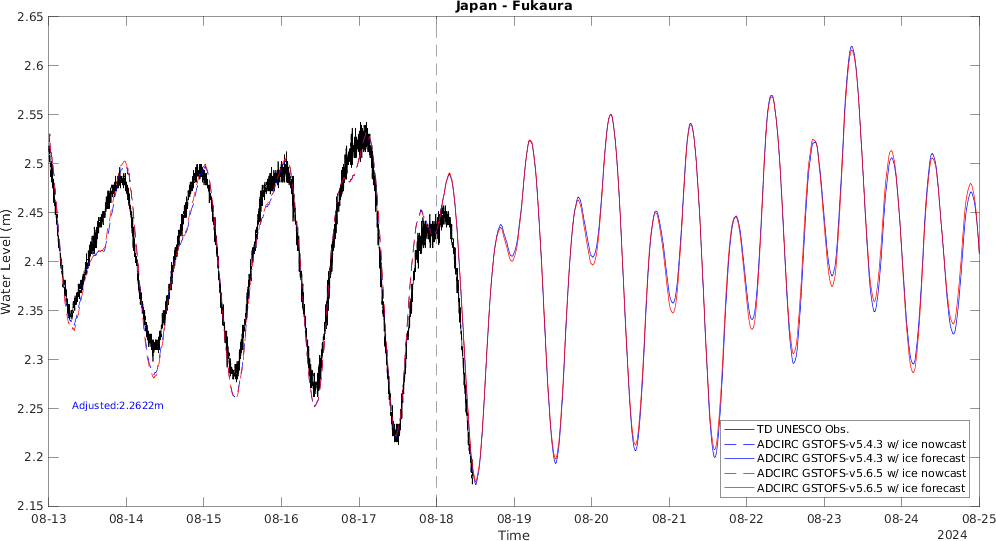 Japan - Fukaura
2.65
2.6
2.55
2.5
2.45
2.4
2.35
2.3
2.25
2.2
2.15
Water Level (m)
Adjusted:2.2622m
TD UNESCO Obs.
ADCIRC GSTOFS-v5.4.3 w/ ice nowcast
ADCIRC GSTOFS-v5.4.3 w/ ice forecast
ADCIRC GSTOFS-v5.6.5 w/ ice nowcast
ADCIRC GSTOFS-v5.6.5 w/ ice forecast
08-13 08-14 08-15 08-16 08-17 08-18 08-19 08-20 08-21 08-22 08-23 08-24 08-25
Time
2024